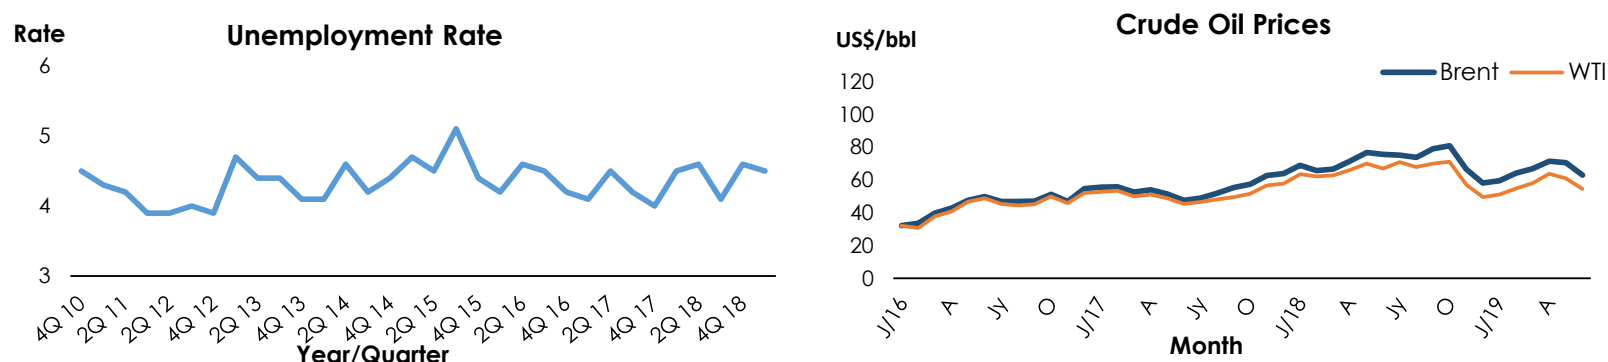 Unemployment Rate
Rate
6
5
4
3
4Q 10
2Q 11
4Q 12
4Q 12
2Q 13
4Q 13
2Q 14
4Q 14
2Q 15
4Q 15
2Q 16
4Q 16
2Q 17
4Q 17
2Q 18
4Q 18
Year/Quarter
Crude Oil Prices
US$/bbl
Brent
WTI
120
100
80
60
40
20
0
J/16
A
Jy
O
J/17
A
Jy
O
J/18
A
Jy
O
J/19
A
Month